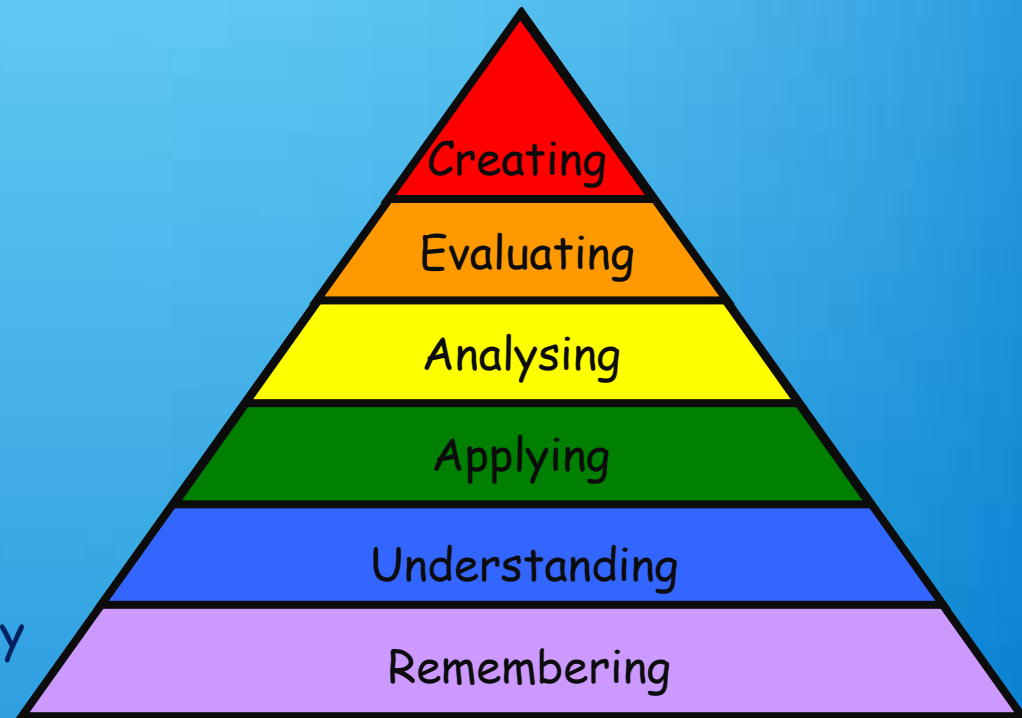 Creating
Evaluating
Analysing
Applying
Understanding
y
Remembering